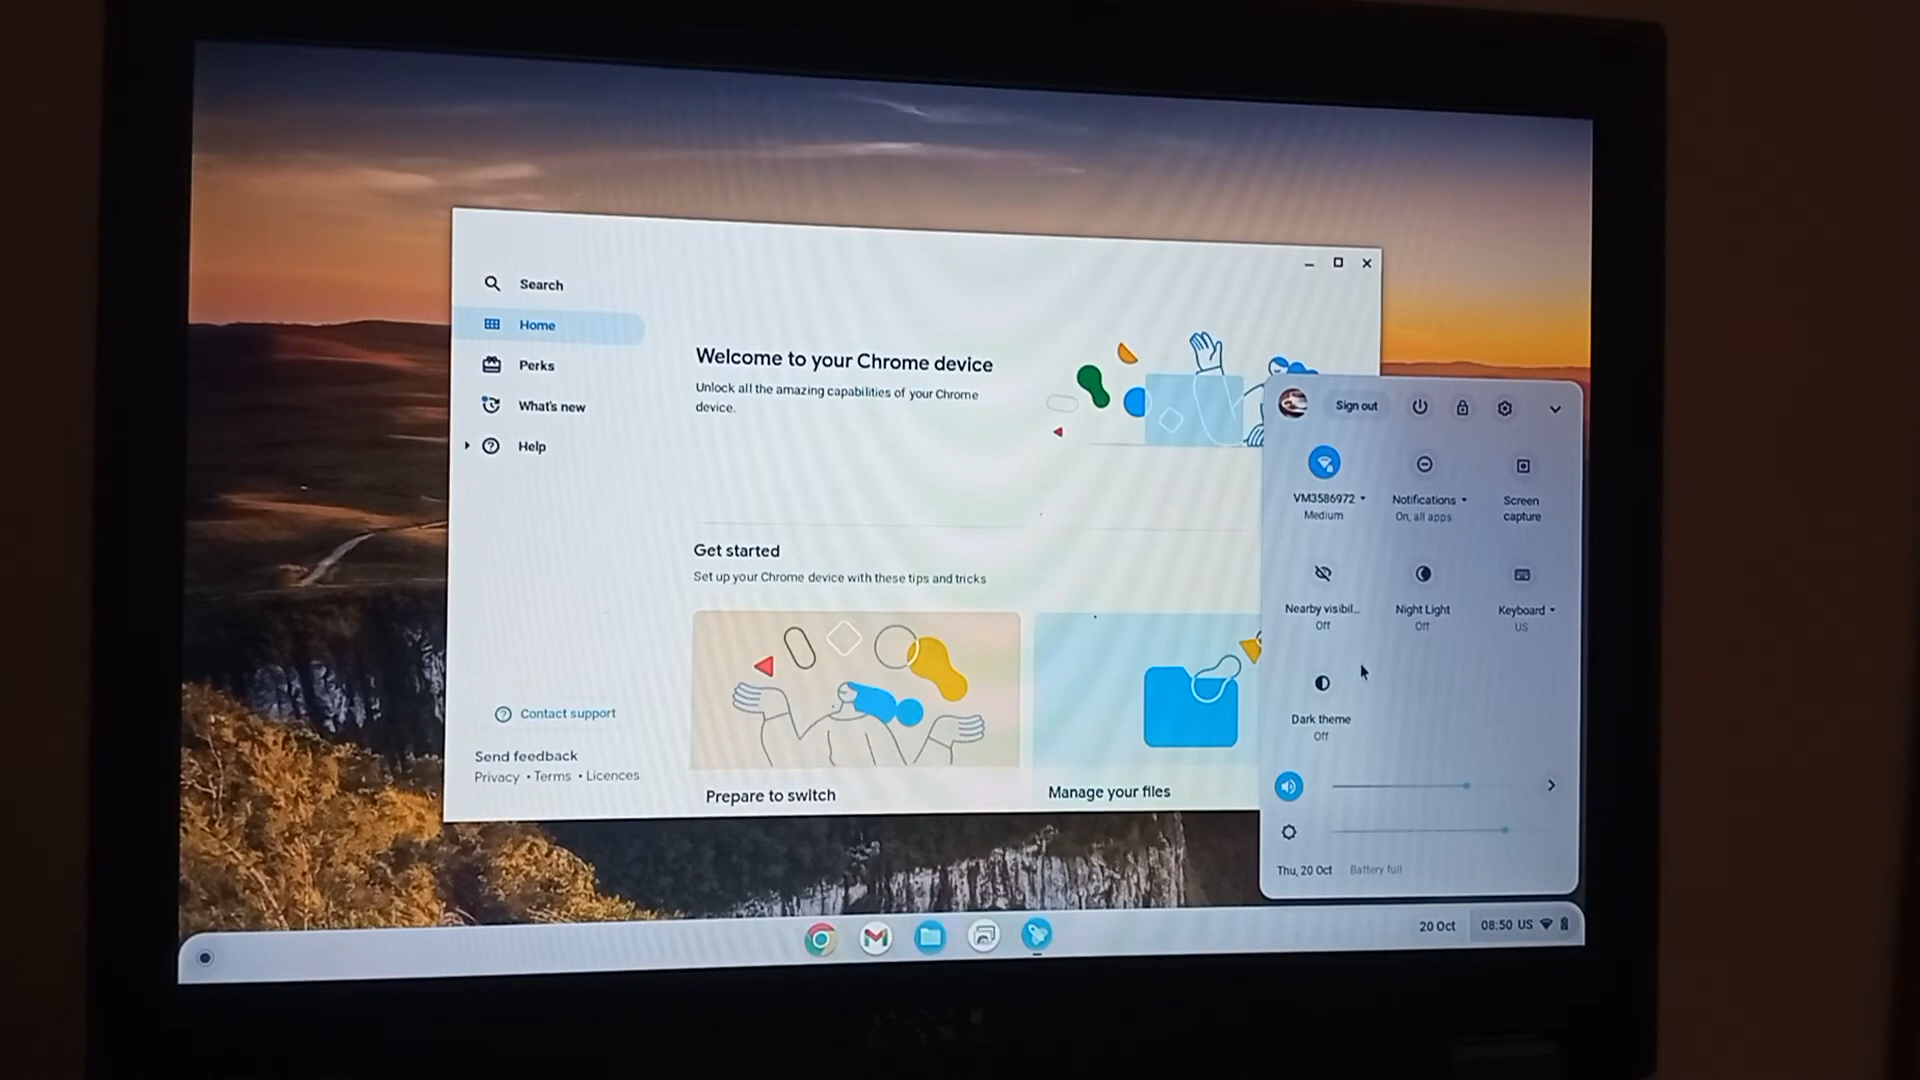 Search
Home
Perks
What's new
Help
Contact support
Send feedback
Privacy • Terms • Licences
Welcome to your Chrome device
Unlock all the amazing capabilities of your Chrome
device.
Get started
Set up your Chrome device with these tips and tricks
Prepare to switch
Manage your files
Sign out
VM3586972
Medium
Notifications
On, all apps
Screen
capture
Nearby visibil...
Off
Night Light
Off
Keyboard
US
Dark theme
Off
Thu, 20 Oct
Battery full
20 Oct
08:50 US